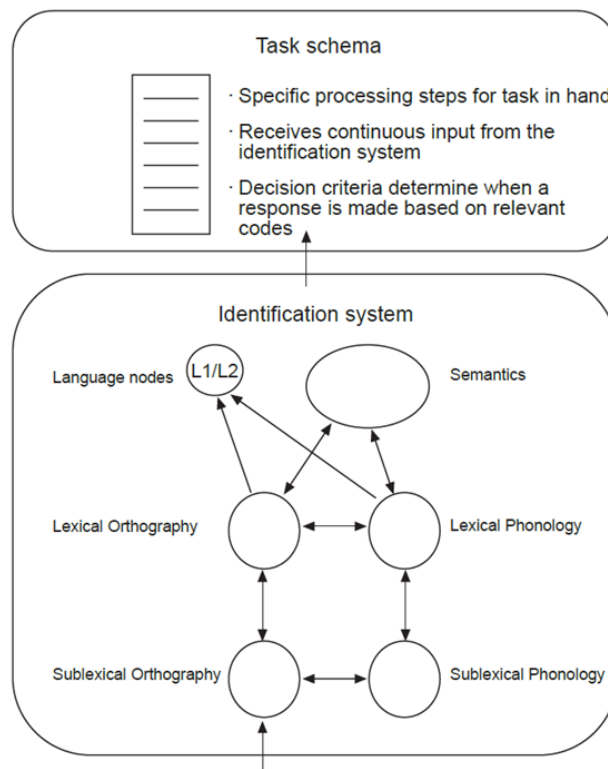 Task schema
· Specific processing steps for task in hand
· Receives continuous input from the
identification system
· Decision criteria determine when a
response is made based on relevant
codes
Identification system
Language nodes
L1/L2
Semantics
Lexical Orthography
Lexical Phonology
Sublexical Orthography
Sublexical Phonology